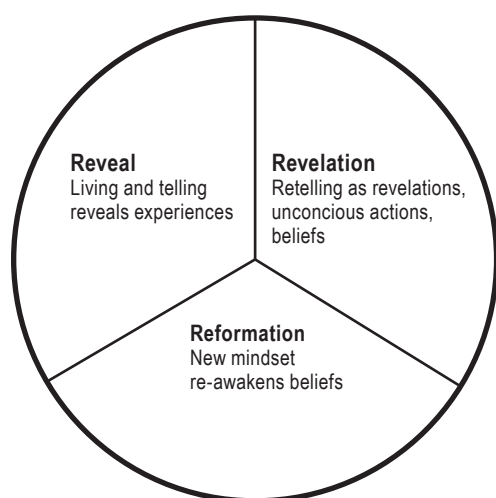 Reveal
Living and telling
reveals experiences
Revelation
Retelling as revelations,
unconcious actions,
beliefs
Reformation
New mindset
re-awakens beliefs